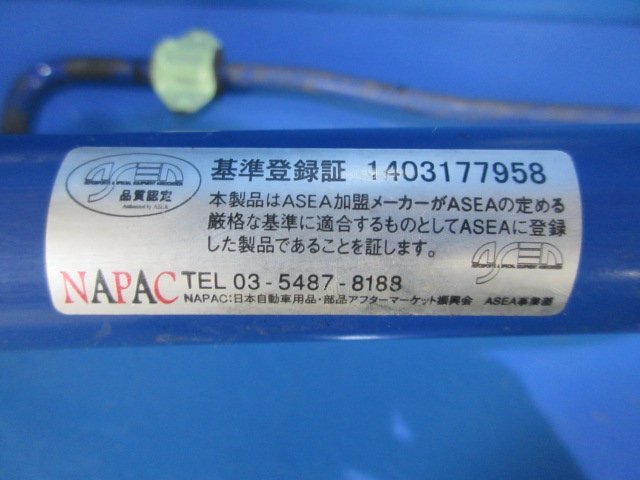 ASEA
品質認定
Authorized by ASEA
基準登録証 1403177958
本製品はASEA加盟メーカーがASEAの定める
厳格な基準に適合するものとしてASEAに登録
した製品であることを証します。
ASEA
NAPAC TEL 03-5487-8188
NAPAC:日本自動車用品・部品アフターマーケット振興会 ASEA事業部